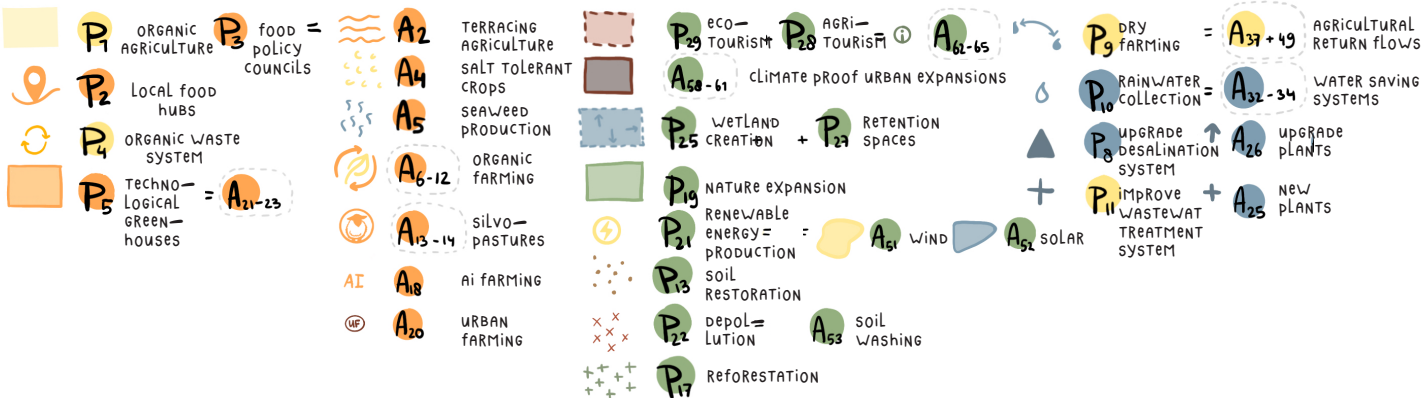 P1 ORGANIC AGRICULTURE
P3 FOOD POLICY COUNCILS =
P2 LOCAL FOOD HUBS
P4 ORGANIC WASTE SYSTEM
P5 TECHNO-
LOGICAL
GREEN-
HOUSES
= A21-23
A2 TERRACING
AGRICULTURE
A4 SALT TOLERANT
CROPS
A5 SEAWEED
PRODUCTION
A6-12 ORGANIC
FARMING
A13-14 SILVO-
PASTURES
AI A18 Ai FARMING
UF A20 URBAN
FARMING
P29 ECO-
TOURISM + P28 AGRI-
TOURISM = i A62-65
A58-61 CLIMATE PROOF URBAN EXPANSIONS
P25 WETLAND
CREATION + P27 RETENTION
SPACES
P19 NATURE EXPANSION
P21 RENEWABLE
ENERGY =
PRODUCTION
= A51 WIND A52 SOLAR
P13 SOIL
RESTORATION
P22 DEPOL=
LUTION
A53 SOIL
WASHING
P17 REFORESTATION
P9 DRY
FARMING = A37+49 AGRICULTURAL
RETURN FLOWS
P10 RAINWATER
COLLECTION = A32-34 WATER SAVING
SYSTEMS
P8 UPGRADE
DESALINATION
SYSTEM
A26 UPGRADE
PLANTS
P11 IMPROVE
WASTEWAT
TREATMENT
SYSTEM
+ A25 NEW
PLANTS